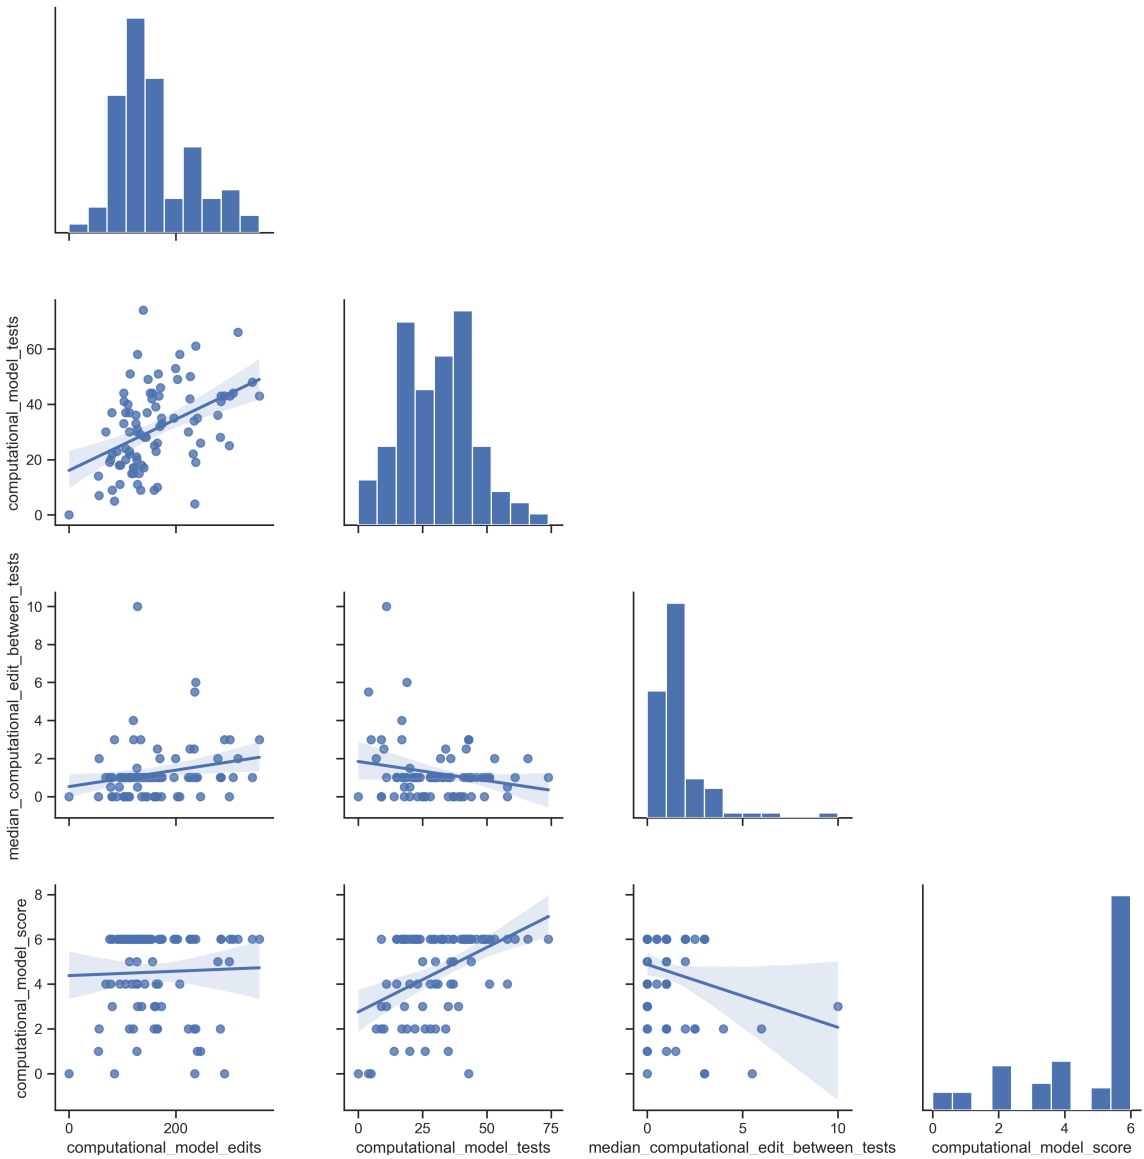 computational_model_tests
60
40
20
0
median_computational_edit_between_tests
10
8
6
4
2
0
computational_model_score
8
6
4
2
0
0 200
0 25 50 75
0 5 10
0 2 4 6
computational_model_edits
computational_model_tests
median_computational_edit_between_tests
computational_model_score